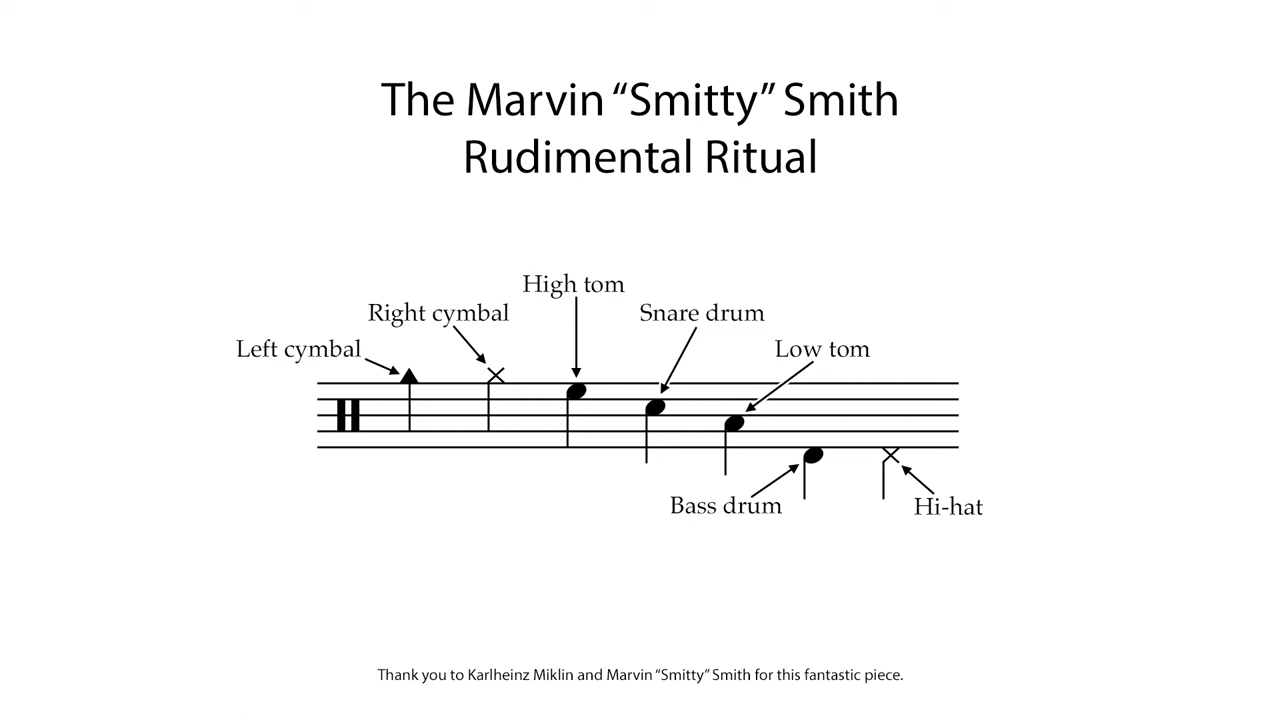 The Marvin “Smitty” Smith
Rudimental Ritual
High tom
Right cymbal
Snare drum
Left cymbal
Low tom
Bass drum
Hi-hat
Thank you to Karlheinz Miklin and Marvin “Smitty” Smith for this fantastic piece.